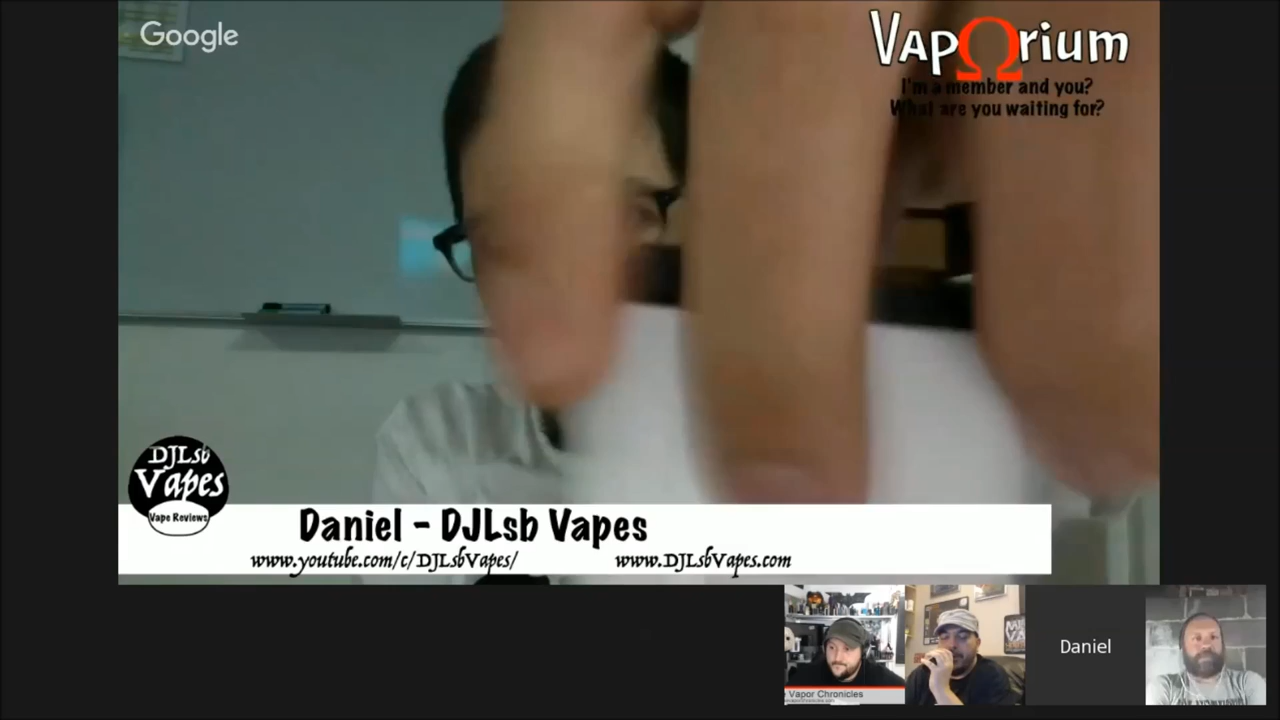 Google
VapΩrium
I'm a member and you?
What are you waiting for?
DJLsb
Vapes
Vape Reviews
Daniel - DJLsb Vapes
www.youtube.com/c/DJLsbVapes/
www.DJLsbVapes.com
Daniel
Vapor Chronicles